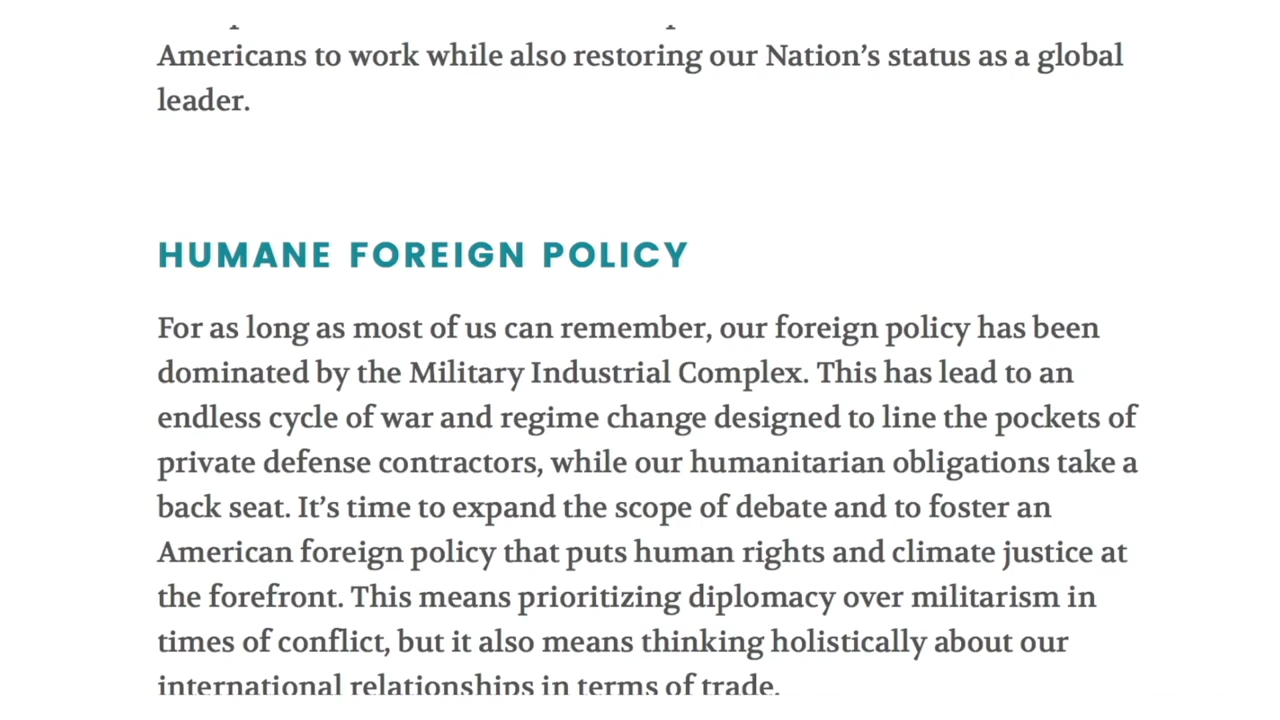 Americans to work while also restoring our Nation’s status as a global
leader.
HUMANE FOREIGN POLICY
For as long as most of us can remember, our foreign policy has been
dominated by the Military Industrial Complex. This has lead to an
endless cycle of war and regime change designed to line the pockets of
private defense contractors, while our humanitarian obligations take a
back seat. It’s time to expand the scope of debate and to foster an
American foreign policy that puts human rights and climate justice at
the forefront. This means prioritizing diplomacy over militarism in
times of conflict, but it also means thinking holistically about our
international relationships in terms of trade.